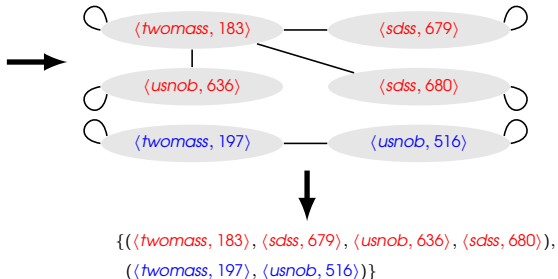 ⟨twomass, 183⟩ ⟨sdss, 679⟩
⟨usnob, 636⟩ ⟨sdss, 680⟩
⟨twomass, 197⟩ ⟨usnob, 516⟩
{(⟨twomass, 183⟩, ⟨sdss, 679⟩, ⟨usnob, 636⟩, ⟨sdss, 680⟩),
(⟨twomass, 197⟩, ⟨usnob, 516⟩)}